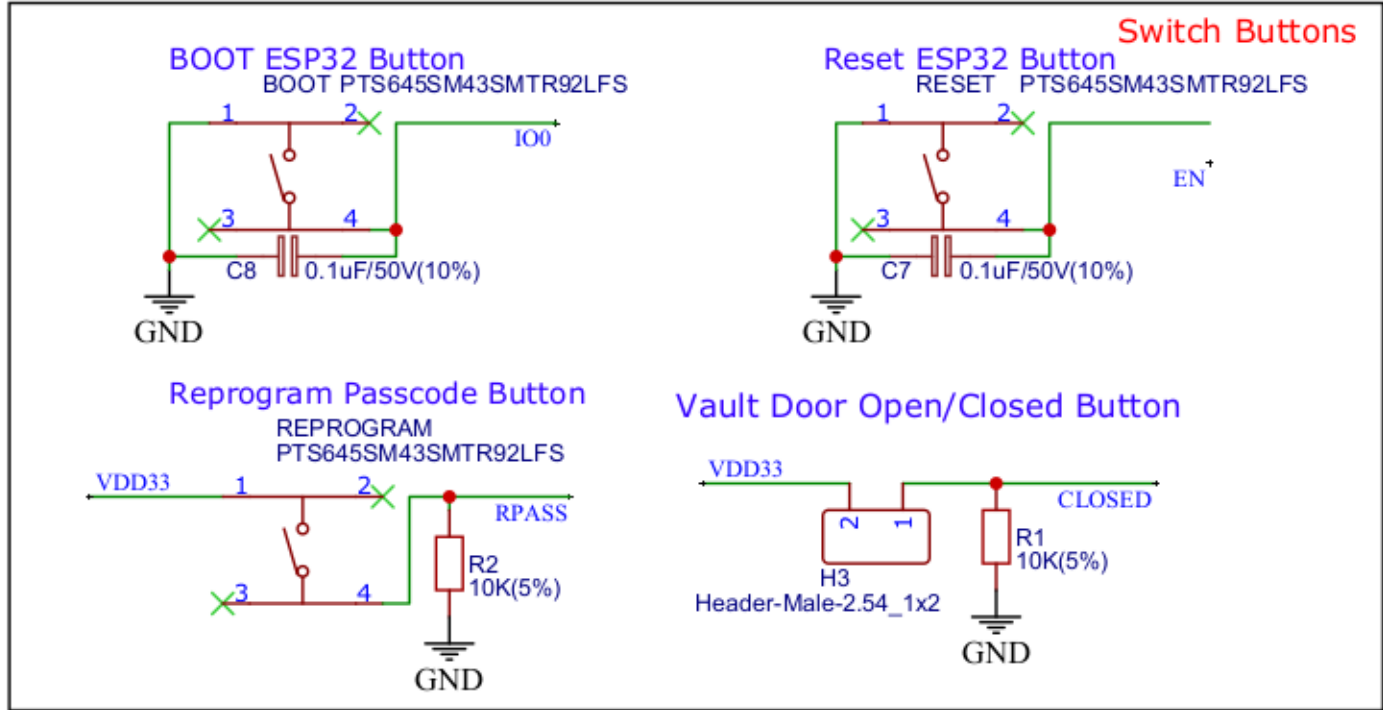 Switch Buttons
BOOT ESP32 Button
BOOT PTS645SM43SMTR92LFS
1
2
IO0
3
4
C8
0.1uF/50V(10%)
GND
Reset ESP32 Button
RESET PTS645SM43SMTR92LFS
1
2
EN
3
4
C7
0.1uF/50V(10%)
GND
Reprogram Passcode Button
REPROGRAM
PTS645SM43SMTR92LFS
VDD33
1
2
RPASS
3
4
R2
10K(5%)
GND
Vault Door Open/Closed Button
VDD33
CLOSED
2
1
R1
10K(5%)
H3
Header-Male-2.54_1x2
GND